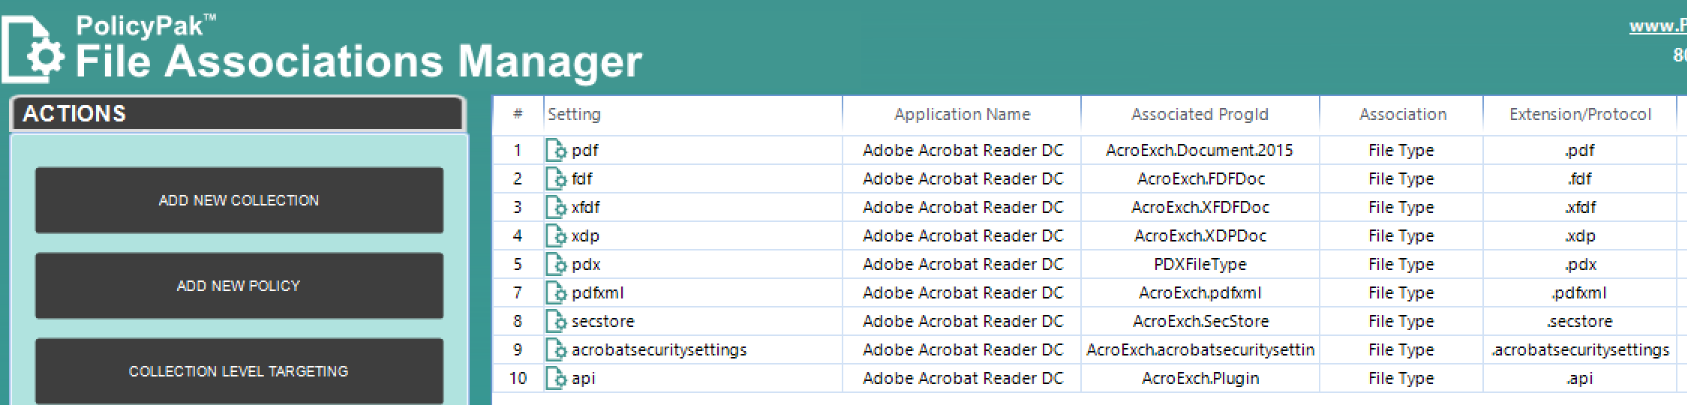 PolicyPak™
File Associations Manager
www.P
80
ACTIONS
ADD NEW COLLECTION
ADD NEW POLICY
COLLECTION LEVEL TARGETING
# Setting Application Name Associated ProgId Association Extension/Protocol
1 pdf Adobe Acrobat Reader DC AcroExch.Document.2015 File Type .pdf
2 fdf Adobe Acrobat Reader DC AcroExch.FDFDoc File Type .fdf
3 xfdf Adobe Acrobat Reader DC AcroExch.XFDFDoc File Type .xfdf
4 xdp Adobe Acrobat Reader DC AcroExch.XDPDoc File Type .xdp
5 pdx Adobe Acrobat Reader DC PDXFileType File Type .pdx
7 pdfxml Adobe Acrobat Reader DC AcroExch.pdfxml File Type .pdfxml
8 secstore Adobe Acrobat Reader DC AcroExch.SecStore File Type .secstore
9 acrobatsecuritysettings Adobe Acrobat Reader DC AcroExch.acrobatsecuritysettin File Type .acrobatsecuritysettings
10 api Adobe Acrobat Reader DC AcroExch.Plugin File Type .api